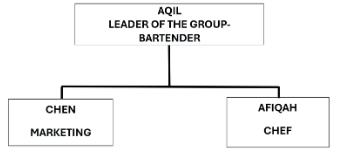 AQIL
LEADER OF THE GROUP-
BARTENDER
CHEN
MARKETING
AFIQAH
CHEF